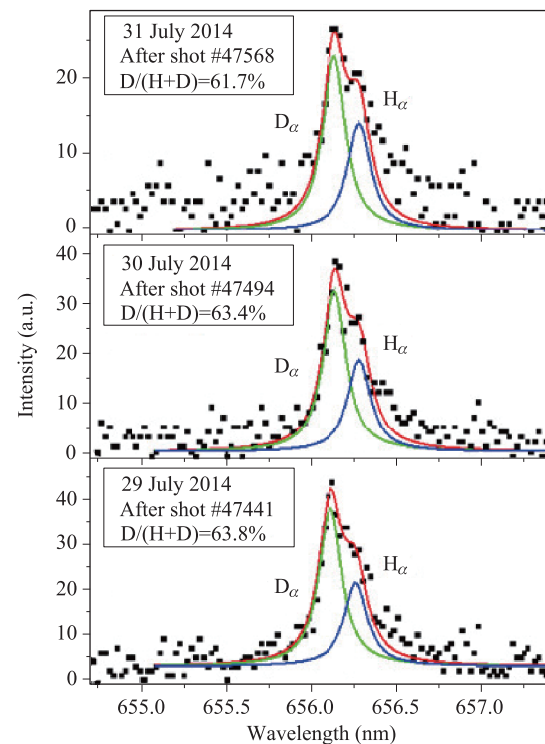 31 July 2014
After shot #47568
D/(H+D)=61.7%
Dα
Hα
20
10
0
30 July 2014
After shot #47494
D/(H+D)=63.4%
Dα
Hα
40
30
20
10
0
29 July 2014
After shot #47441
D/(H+D)=63.8%
Dα
Hα
40
30
20
10
0
Intensity (a.u.)
655.0 655.5 656.0 656.5 657.0
Wavelength (nm)